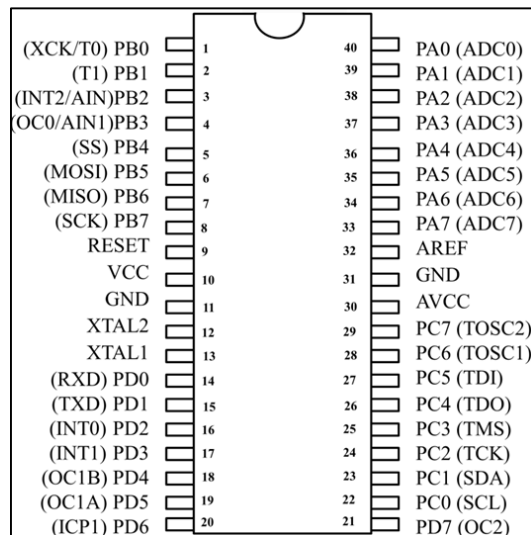 (XCK/T0) PB0 1 40 PA0 (ADC0)
(T1) PB1 2 39 PA1 (ADC1)
(INT2/AIN)PB2 3 38 PA2 (ADC2)
(OC0/AIN1)PB3 4 37 PA3 (ADC3)
(SS) PB4 5 36 PA4 (ADC4)
(MOSI) PB5 6 35 PA5 (ADC5)
(MISO) PB6 7 34 PA6 (ADC6)
(SCK) PB7 8 33 PA7 (ADC7)
RESET 9 32 AREF
VCC 10 31 GND
GND 11 30 AVCC
XTAL2 12 29 PC7 (TOSC2)
XTAL1 13 28 PC6 (TOSC1)
(RXD) PD0 14 27 PC5 (TDI)
(TXD) PD1 15 26 PC4 (TDO)
(INT0) PD2 16 25 PC3 (TMS)
(INT1) PD3 17 24 PC2 (TCK)
(OC1B) PD4 18 23 PC1 (SDA)
(OC1A) PD5 19 22 PC0 (SCL)
(ICP1) PD6 20 21 PD7 (OC2)